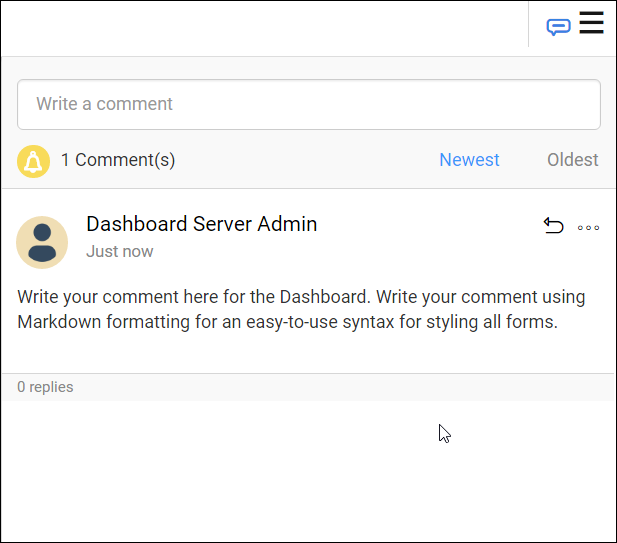 Write a comment
1 Comment(s)
Newest
Oldest
Dashboard Server Admin
Just now
Write your comment here for the Dashboard. Write your comment using
Markdown formatting for an easy-to-use syntax for styling all forms.
0 replies